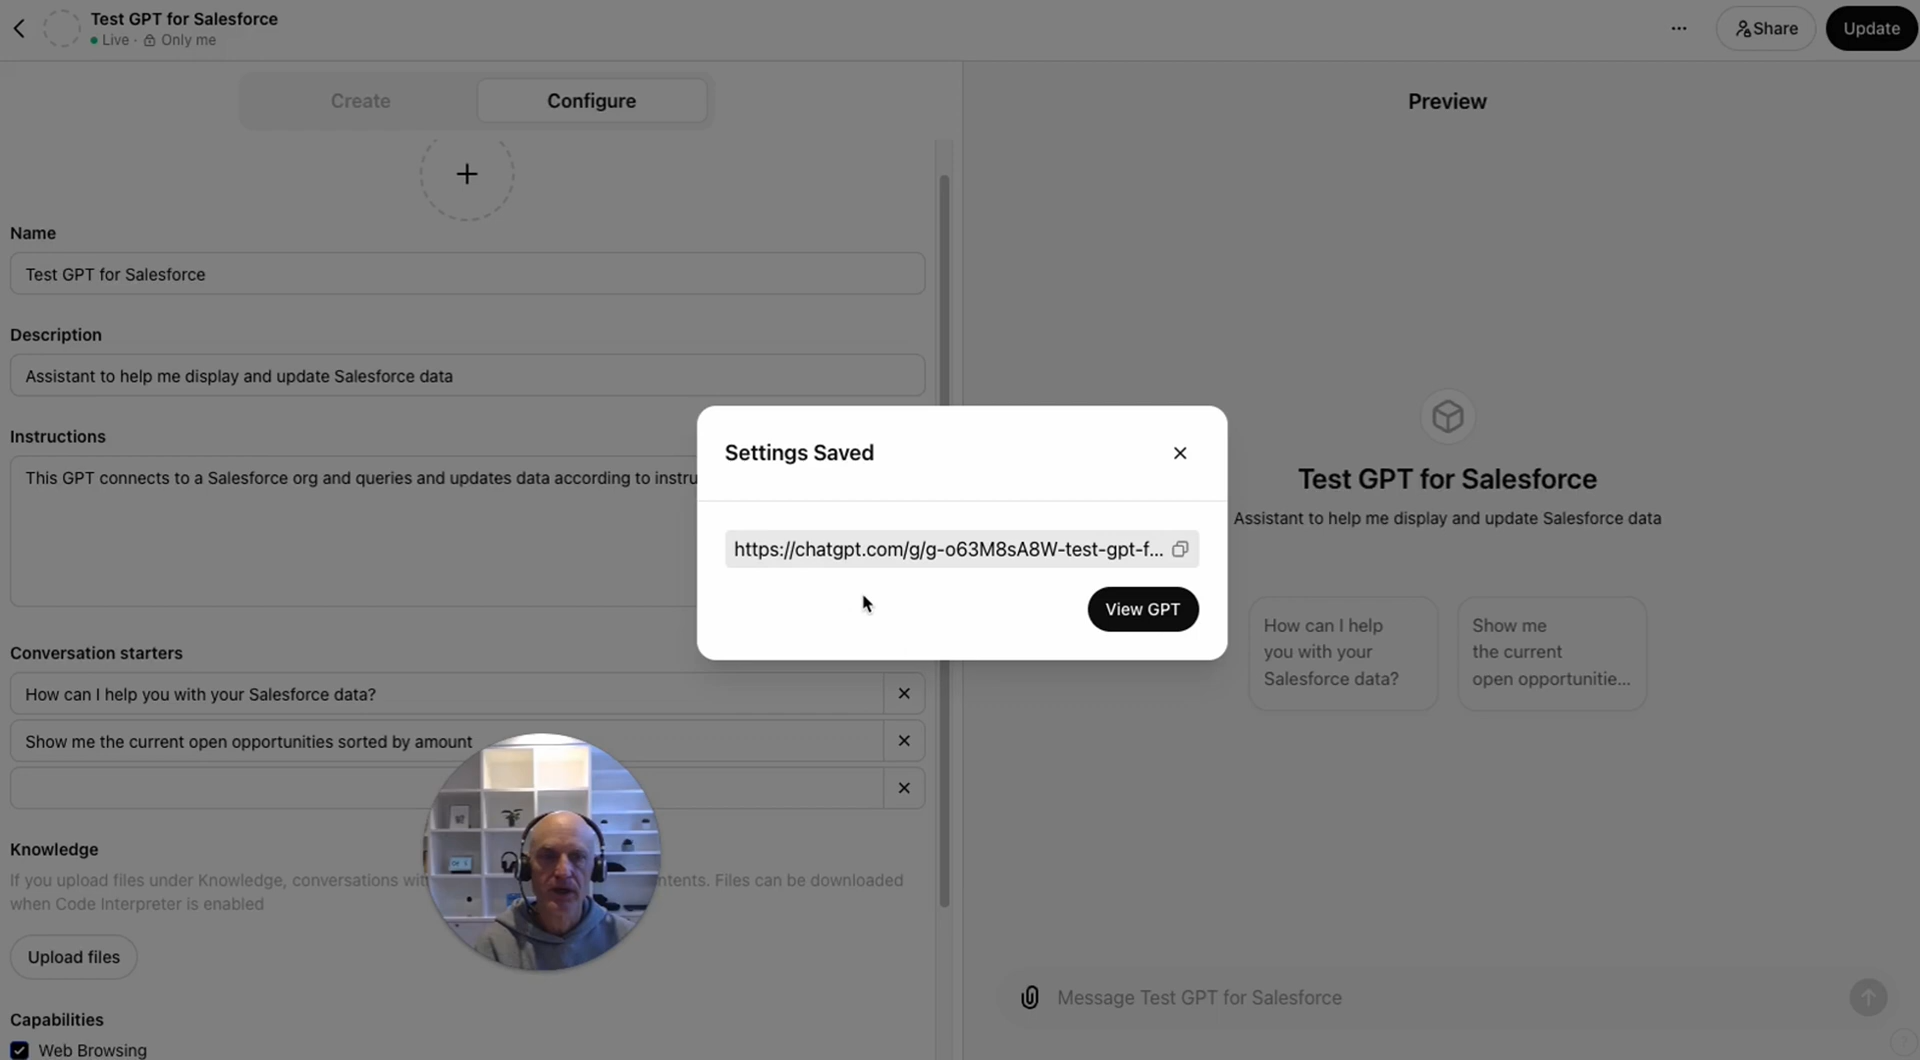 Test GPT for Salesforce
Live · Only me
Share
Update
Create
Configure
Preview
Name
Test GPT for Salesforce
Description
Assistant to help me display and update Salesforce data
Instructions
This GPT connects to a Salesforce org and queries and updates data according to instru
Conversation starters
How can I help you with your Salesforce data?
Show me the current open opportunities sorted by amount
Knowledge
If you upload files under Knowledge, conversations wit ntents. Files can be downloaded
when Code Interpreter is enabled
Upload files
Capabilities
Web Browsing
Settings Saved
https://chatgpt.com/g/g-o63M8sA8W-test-gpt-f...
View GPT
Test GPT for Salesforce
Assistant to help me display and update Salesforce data
How can I help
you with your
Salesforce data?
Show me
the current
open opportunitie...
Message Test GPT for Salesforce